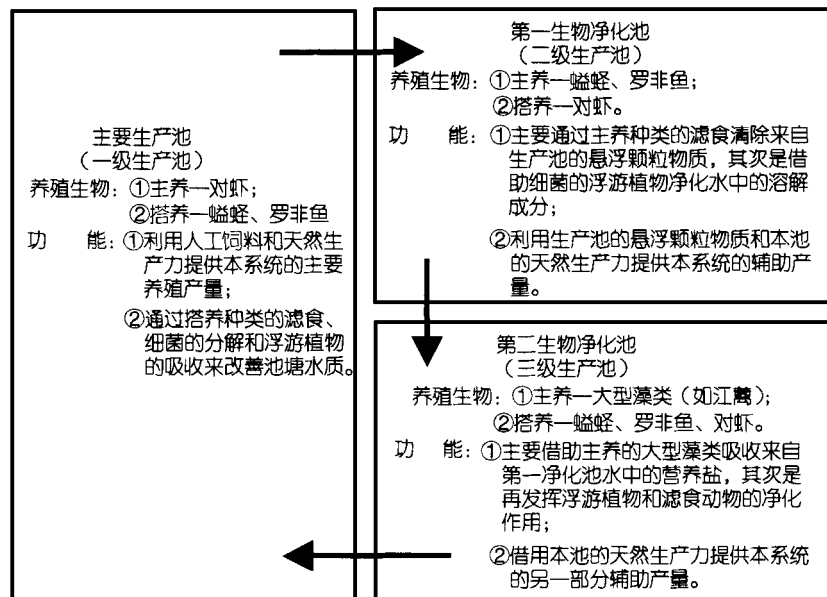 主要生产池
（一级生产池）
养殖生物：①主养—对虾；
②搭养—蟛蛏、罗非鱼
功 能：①利用人工饲料和天然生
产力提供本系统的主要
养殖产量；
②通过搭养种类的滤食、
细菌的分解和浮游植物
的吸收来改善池塘水质。
第一生物净化池
（二级生产池）
养殖生物：①主养—缢蛏、罗非鱼；
②搭养—对虾。
功 能：①主要通过主养种类的滤食清除来自
生产池的悬浮颗粒物质，其次是借
助细菌的浮游植物净化水中的溶解
成分；
②利用生产池的悬浮颗粒物质和本池
的天然生产力提供本系统的辅助产
量。
第二生物净化池
（三级生产池）
养殖生物：①主养—大型藻类（如江蓠）；
②搭养—缢蛏、罗非鱼、对虾。
功 能：①主要借助主养的大型藻类吸收来自
第一净化池水中的营养盐，其次是
再发挥浮游植物和滤食动物的净化
作用；
②借用本池的天然生产力提供本系统
的另一部分辅助产量。